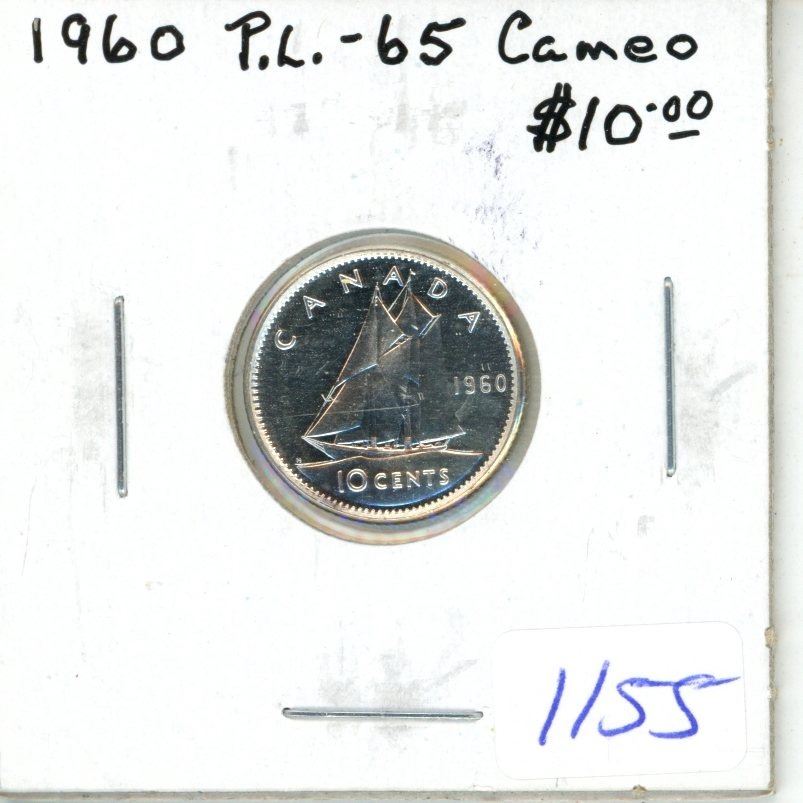 1960 P.L.-65 Cameo
$10.00
CANADA
1960
10 CENTS
1155